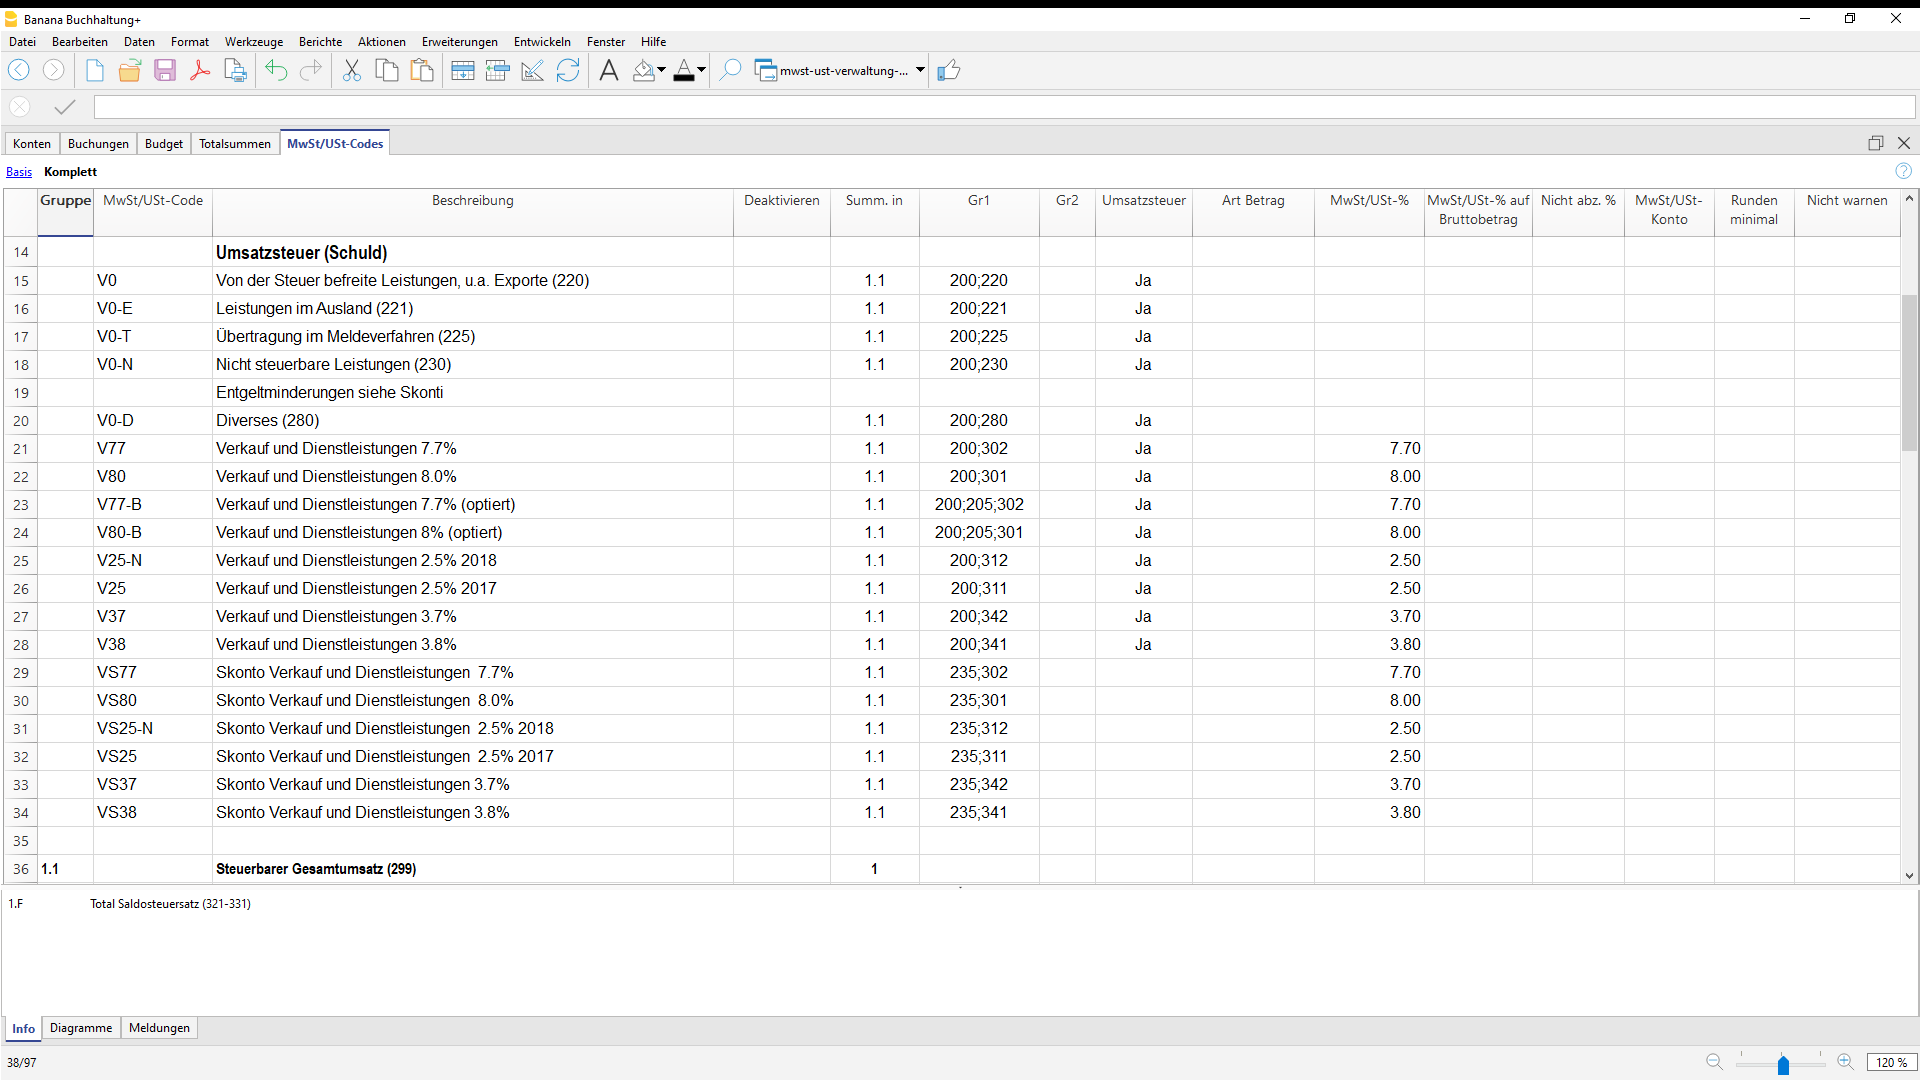 Banana Buchhaltung+
Datei Bearbeiten Daten Format Werkzeuge Berichte Aktionen Erweiterungen Entwickeln Fenster Hilfe
mwst-ust-verwaltung-...
Konten Buchungen Budget Totalsummen MwSt/USt-Codes
Basis Komplett
Gruppe MwSt/USt-Code Beschreibung Deaktivieren Summ. in Gr1 Gr2 Umsatzsteuer Art Betrag MwSt/USt-% MwSt/USt-% auf Bruttobetrag Nicht abz. % MwSt/USt-Konto Runden minimal Nicht warnen
14 Umsatzsteuer (Schuld)
15 V0 Von der Steuer befreite Leistungen, u.a. Exporte (220) 1.1 200;220 Ja
16 V0-E Leistungen im Ausland (221) 1.1 200;221 Ja
17 V0-T Übertragung im Meldeverfahren (225) 1.1 200;225 Ja
18 V0-N Nicht steuerbare Leistungen (230) 1.1 200;230 Ja
19 Entgeltminderungen siehe Skonti
20 V0-D Diverses (280) 1.1 200;280 Ja
21 V77 Verkauf und Dienstleistungen 7.7% 1.1 200;302 Ja 7.70
22 V80 Verkauf und Dienstleistungen 8.0% 1.1 200;301 Ja 8.00
23 V77-B Verkauf und Dienstleistungen 7.7% (optiert) 1.1 200;205;302 Ja 7.70
24 V80-B Verkauf und Dienstleistungen 8% (optiert) 1.1 200;205;301 Ja 8.00
25 V25-N Verkauf und Dienstleistungen 2.5% 2018 1.1 200;312 Ja 2.50
26 V25 Verkauf und Dienstleistungen 2.5% 2017 1.1 200;311 Ja 2.50
27 V37 Verkauf und Dienstleistungen 3.7% 1.1 200;342 Ja 3.70
28 V38 Verkauf und Dienstleistungen 3.8% 1.1 200;341 Ja 3.80
29 VS77 Skonto Verkauf und Dienstleistungen 7.7% 1.1 235;302 7.70
30 VS80 Skonto Verkauf und Dienstleistungen 8.0% 1.1 235;301 8.00
31 VS25-N Skonto Verkauf und Dienstleistungen 2.5% 2018 1.1 235;312 2.50
32 VS25 Skonto Verkauf und Dienstleistungen 2.5% 2017 1.1 235;311 2.50
33 VS37 Skonto Verkauf und Dienstleistungen 3.7% 1.1 235;342 3.70
34 VS38 Skonto Verkauf und Dienstleistungen 3.8% 1.1 235;341 3.80
35
36 1.1 Steuerbarer Gesamtumsatz (299) 1
1.F Total Saldosteuersatz (321-331)
Info Diagramme Meldungen
38/97 120 %